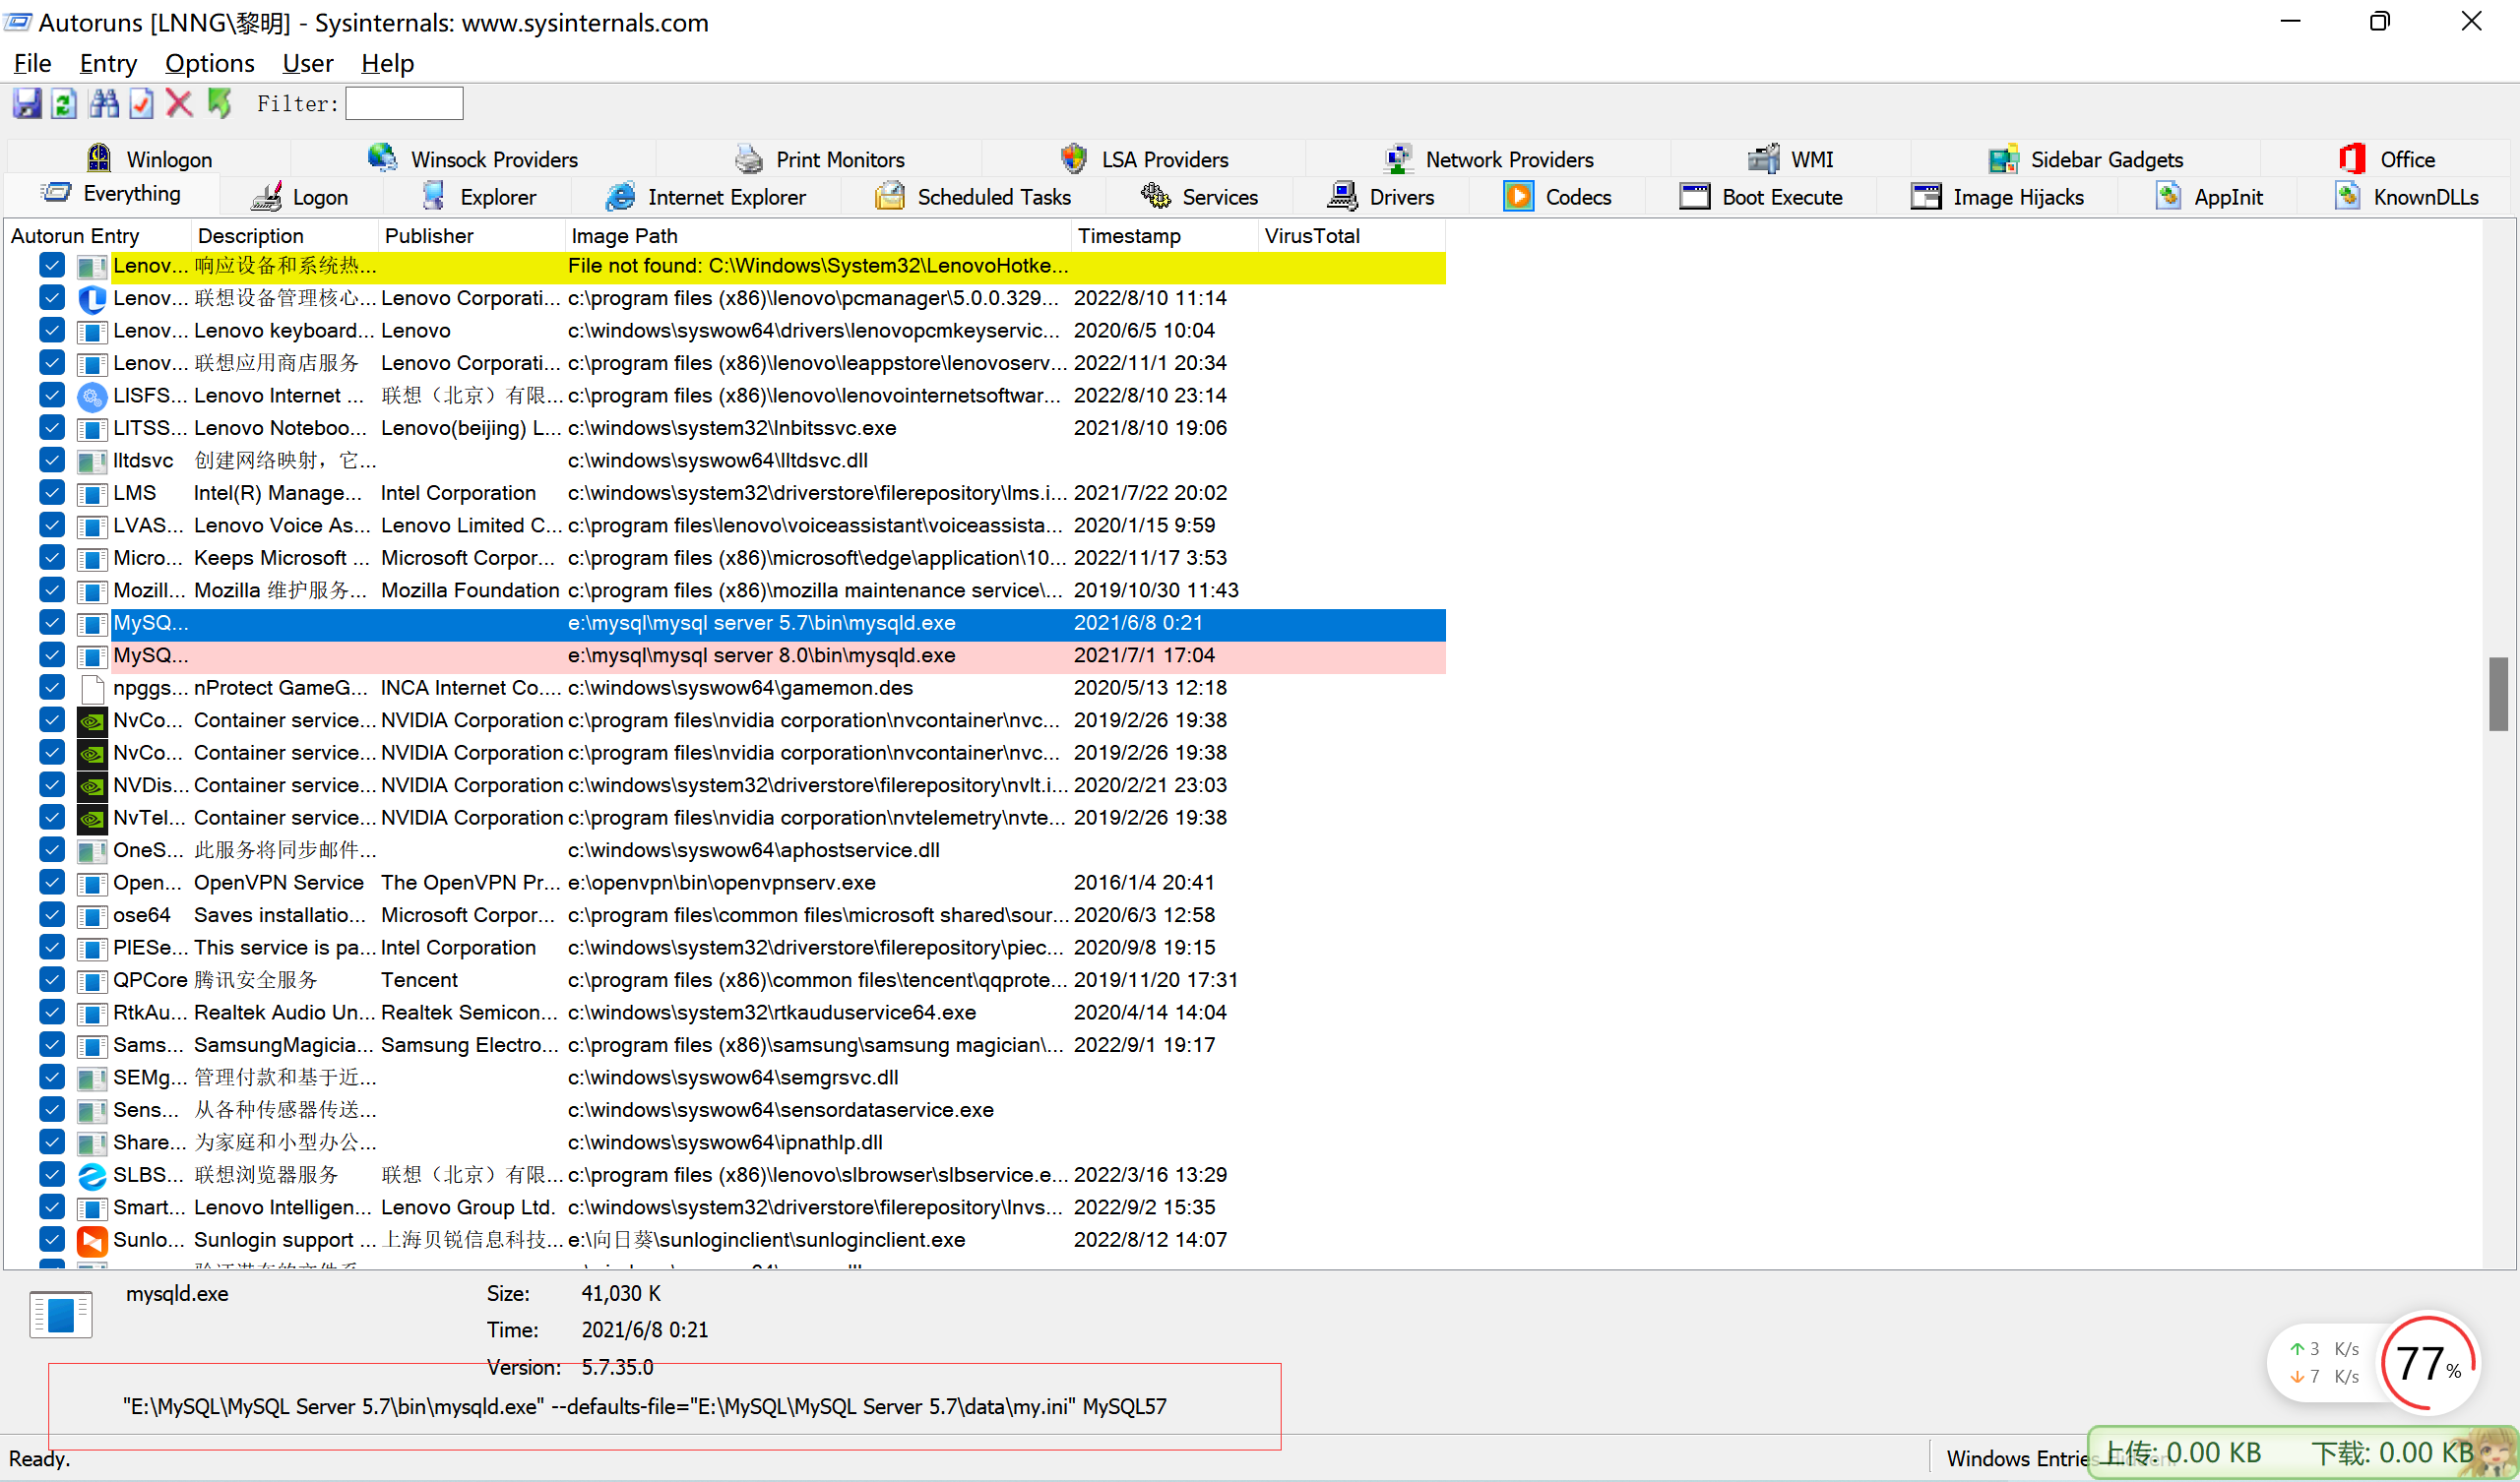 Autoruns [LNNG\黎明] - Sysinternals: www.sysinternals.com
File Entry Options User Help
Filter:
Winlogon Winsock Providers Print Monitors LSA Providers Network Providers WMI Sidebar Gadgets Office
Everything Logon Explorer Internet Explorer Scheduled Tasks Services Drivers Codecs Boot Execute Image Hijacks AppInit KnownDLLs
Autorun Entry Description Publisher Image Path Timestamp VirusTotal
Lenov... 响应设备和系统热... File not found: C:\Windows\System32\LenovoHotke...
Lenov... 联想设备管理核心... Lenovo Corporati... c:\program files (x86)\lenovo\pcmanager\5.0.0.329... 2022/8/10 11:14
Lenov... Lenovo keyboard... Lenovo c:\windows\syswow64\drivers\lenovopcmkeyservic... 2020/6/5 10:04
Lenov... 联想应用商店服务 Lenovo Corporati... c:\program files (x86)\lenovo\leappstore\lenovoserv... 2022/11/1 20:34
LISFS... Lenovo Internet ... 联想（北京）有限... c:\program files (x86)\lenovo\lenovointernetsoftwar... 2022/8/10 23:14
LITSS... Lenovo Noteboo... Lenovo(beijing) L... c:\windows\system32\lnbitssvc.exe 2021/8/10 19:06
lltdsvc 创建网络映射，它... c:\windows\syswow64\lltdsvc.dll
LMS Intel(R) Manage... Intel Corporation c:\windows\system32\driverstore\filerepository\lms.i... 2021/7/22 20:02
LVAS... Lenovo Voice As... Lenovo Limited C... c:\program files\lenovo\voiceassistant\voiceassista... 2020/1/15 9:59
Micro... Keeps Microsoft ... Microsoft Corpor... c:\program files (x86)\microsoft\edge\application\10... 2022/11/17 3:53
Mozill... Mozilla 维护服务... Mozilla Foundation c:\program files (x86)\mozilla maintenance service\... 2019/10/30 11:43
MySQ... e:\mysql\mysql server 5.7\bin\mysqld.exe 2021/6/8 0:21
MySQ... e:\mysql\mysql server 8.0\bin\mysqld.exe 2021/7/1 17:04
npggs... nProtect GameG... INCA Internet Co.... c:\windows\syswow64\gamemon.des 2020/5/13 12:18
NvCo... Container service... NVIDIA Corporation c:\program files\nvidia corporation\nvcontainer\nvc... 2019/2/26 19:38
NvCo... Container service... NVIDIA Corporation c:\program files\nvidia corporation\nvcontainer\nvc... 2019/2/26 19:38
NVDis... Container service... NVIDIA Corporation c:\windows\system32\driverstore\filerepository\nvlt.i... 2020/2/21 23:03
NvTel... Container service... NVIDIA Corporation c:\program files\nvidia corporation\nvtelemetry\nvte... 2019/2/26 19:38
OneS... 此服务将同步邮件... c:\windows\syswow64\aphostservice.dll
Open... OpenVPN Service The OpenVPN Pr... e:\openvpn\bin\openvpnserv.exe 2016/1/4 20:41
ose64 Saves installatio... Microsoft Corpor... c:\program files\common files\microsoft shared\sour... 2020/6/3 12:58
PIESe... This service is pa... Intel Corporation c:\windows\system32\driverstore\filerepository\piec... 2020/9/8 19:15
QPCore 腾讯安全服务 Tencent c:\program files (x86)\common files\tencent\qqprote... 2019/11/20 17:31
RtkAu... Realtek Audio Un... Realtek Semicon... c:\windows\system32\rtkauduservice64.exe 2020/4/14 14:04
Sams... SamsungMagicia... Samsung Electro... c:\program files (x86)\samsung\samsung magician\... 2022/9/1 19:17
SEMg... 管理付款和基于近... c:\windows\syswow64\semgrsvc.dll
Sens... 从各种传感器传送... c:\windows\syswow64\sensordataservice.exe
Share... 为家庭和小型办公... c:\windows\syswow64\ipnathlp.dll
SLBS... 联想浏览器服务 联想（北京）有限... c:\program files (x86)\lenovo\slbrowser\slbservice.e... 2022/3/16 13:29
Smart... Lenovo Intelligen... Lenovo Group Ltd. c:\windows\system32\driverstore\filerepository\lnvs... 2022/9/2 15:35
Sunlo... Sunlogin support ... 上海贝锐信息科技... e:\向日葵\sunloginclient\sunloginclient.exe 2022/8/12 14:07
mysqld.exe Size: 41,030 K
Time: 2021/6/8 0:21
Version: 5.7.35.0
"E:\MySQL\MySQL Server 5.7\bin\mysqld.exe" --defaults-file="E:\MySQL\MySQL Server 5.7\data\my.ini" MySQL57
↑ 3 K/s
↓ 7 K/s
77%
Ready. Windows Entries
上传: 0.00 KB 下载: 0.00 KB